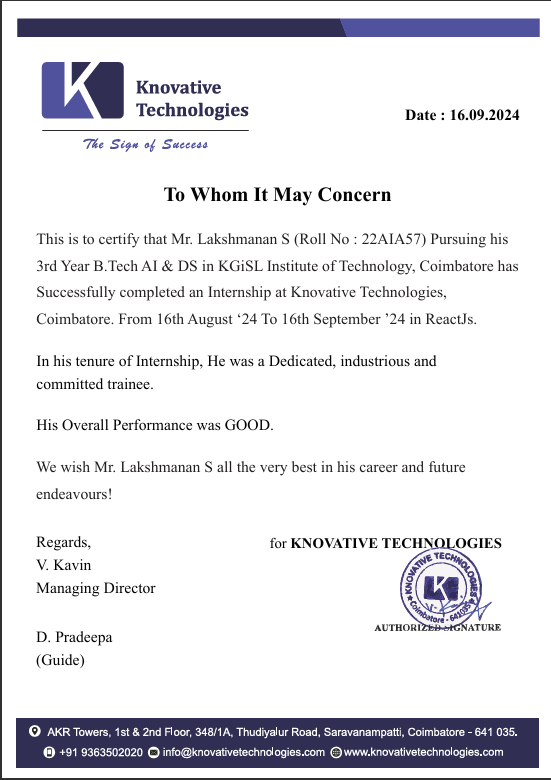 Knovative
Technologies
The Sign of Success
Date : 16.09.2024
To Whom It May Concern
This is to certify that Mr. Lakshmanan S (Roll No : 22AIA57) Pursuing his
3rd Year B.Tech AI & DS in KGiSL Institute of Technology, Coimbatore has
Successfully completed an Internship at Knovative Technologies,
Coimbatore. From 16th August ‘24 To 16th September ’24 in ReactJs.
In his tenure of Internship, He was a Dedicated, industrious and
committed trainee.
His Overall Performance was GOOD.
We wish Mr. Lakshmanan S all the very best in his career and future
endeavours!
Regards,
V. Kavin
Managing Director
D. Pradeepa
(Guide)
for KNOVATIVE TECHNOLOGIES
KNOVATIVE TECHNOLOGIES
K
Coimbatore - 641035
AUTHORIZED SIGNATURE
AKR Towers, 1st & 2nd Floor, 348/1A, Thudiyalur Road, Saravanampatti, Coimbatore - 641 035.
+91 9363502020 info@knovativetechnologies.com www.knovativetechnologies.com